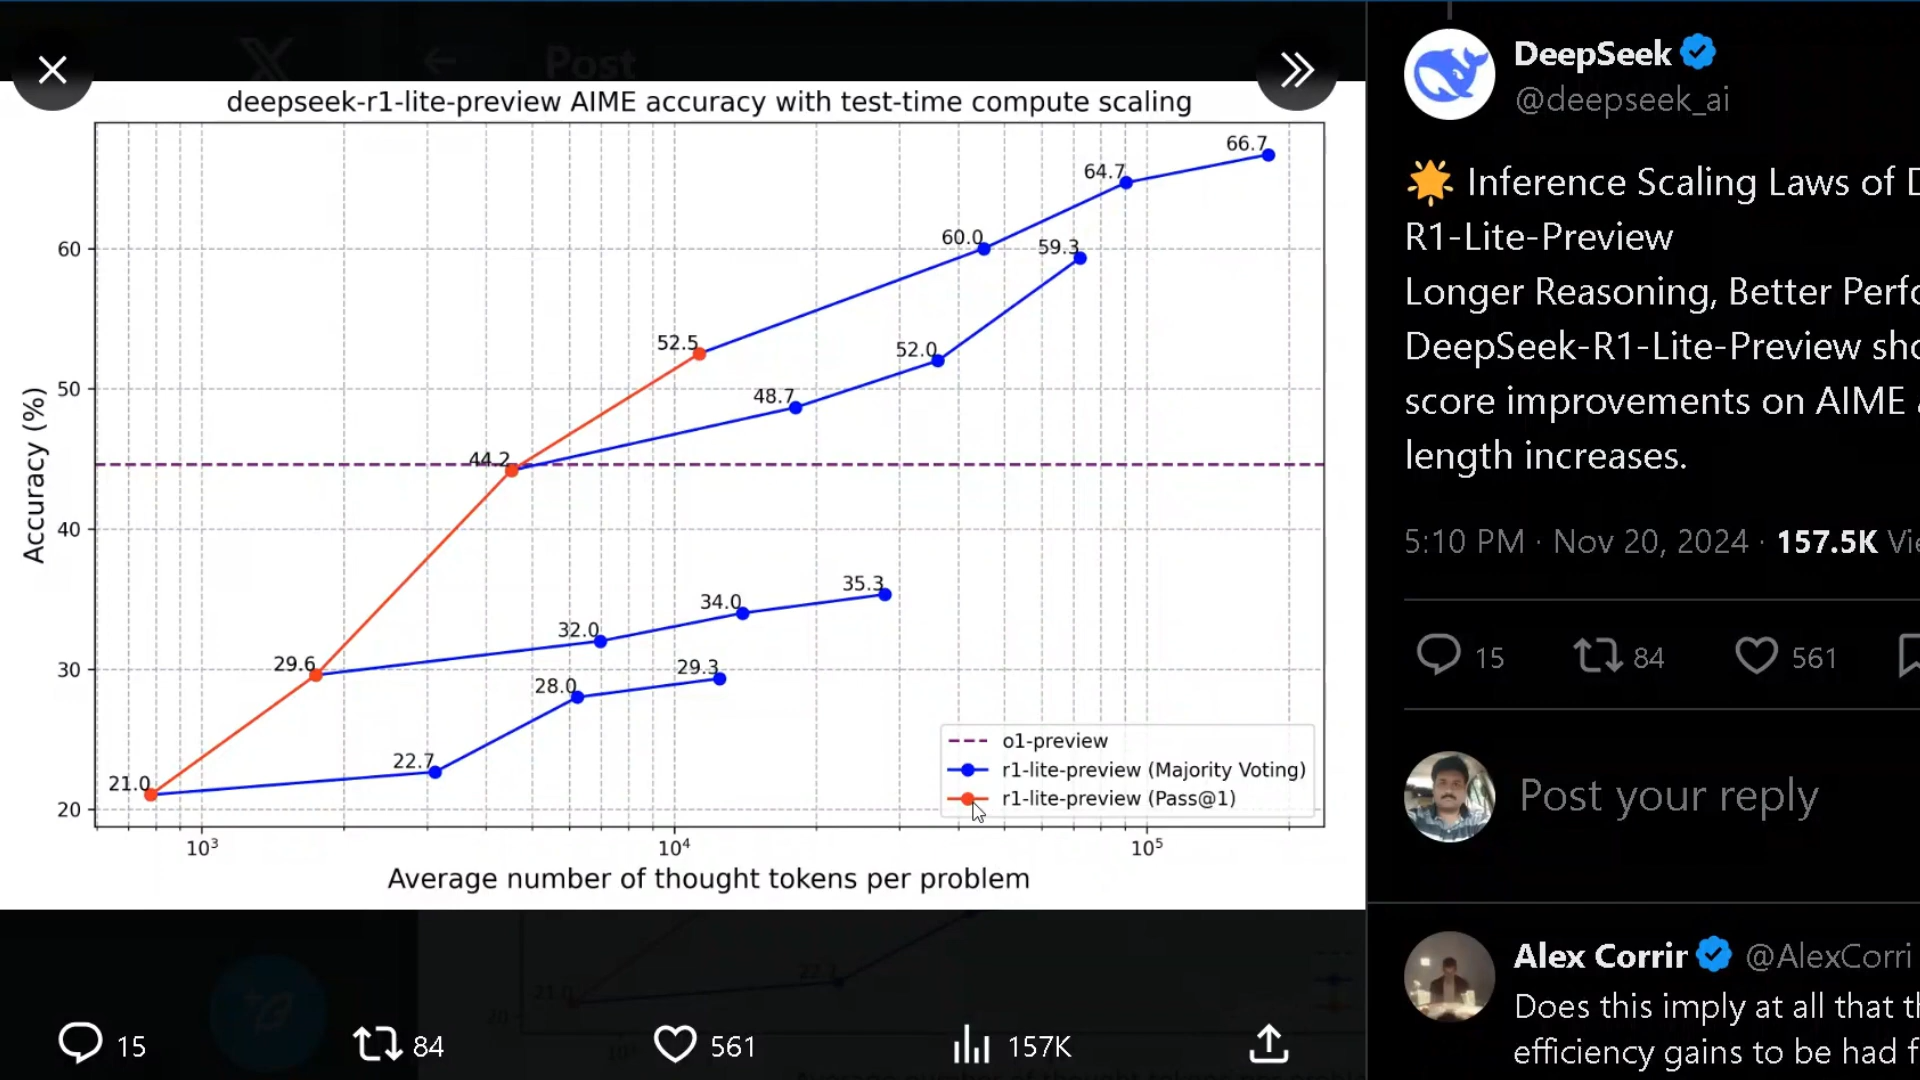 Post
deepseek-r1-lite-preview AIME accuracy with test-time compute scaling
66.7
64.7
60.0
59.3
52.5
52.0
48.7
44.2
35.3
34.0
32.0
29.6
29.3
28.0
22.7
21.0
60
50
40
30
20
Accuracy (%)
10³
10⁴
10⁵
Average number of thought tokens per problem
o1-preview
r1-lite-preview (Majority Voting)
r1-lite-preview (Pass@1)
15
84
561
157K
DeepSeek
@deepseek_ai
Inference Scaling Laws of D
R1-Lite-Preview
Longer Reasoning, Better Perfo
DeepSeek-R1-Lite-Preview sho
score improvements on AIME
length increases.
5:10 PM · Nov 20, 2024 · 157.5K Vie
15
84
561
Post your reply
Alex Corrir @AlexCorri
Does this imply at all that th
efficiency gains to be had f